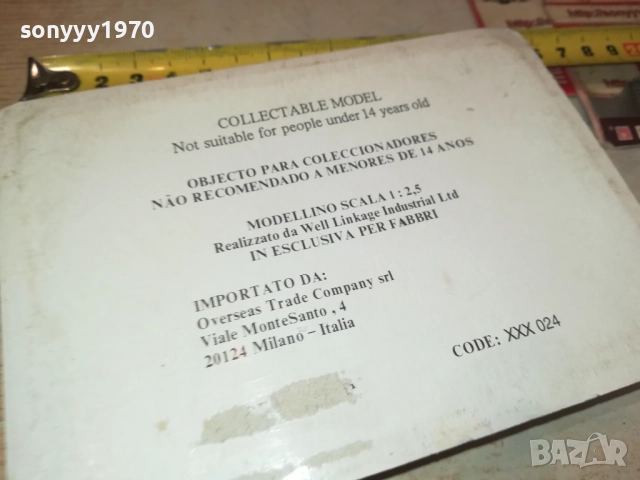 sonyyy1970
COLLECTABLE MODEL
Not suitable for people under 14 years old
OBJECTO PARA COLECCIONADORES
NÃO RECOMENDADO A MENORES DE 14 ANOS
MODELLINO SCALA 1 : 2,5
Realizzato da Well Linkage Industrial Ltd
IN ESCLUSIVA PER FABBRI
IMPORTATO DA:
Overseas Trade Company srl
Viale MonteSanto , 4
20124 Milano – Italia
CODE: XXX 024
BAZAR